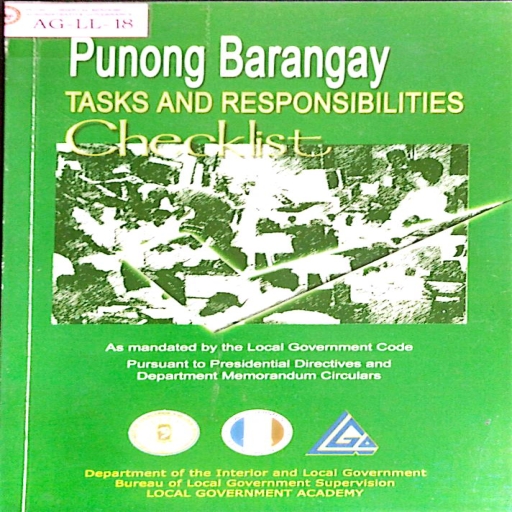 AG-LL-18
Punong Barangay
TASKS AND RESPONSIBILITIES
Checklist
As mandated by the Local Government Code
Pursuant to Presidential Directives and
Department Memorandum Circulars
LGA
Department of the Interior and Local Government
Bureau of Local Government Supervision
LOCAL GOVERNMENT ACADEMY